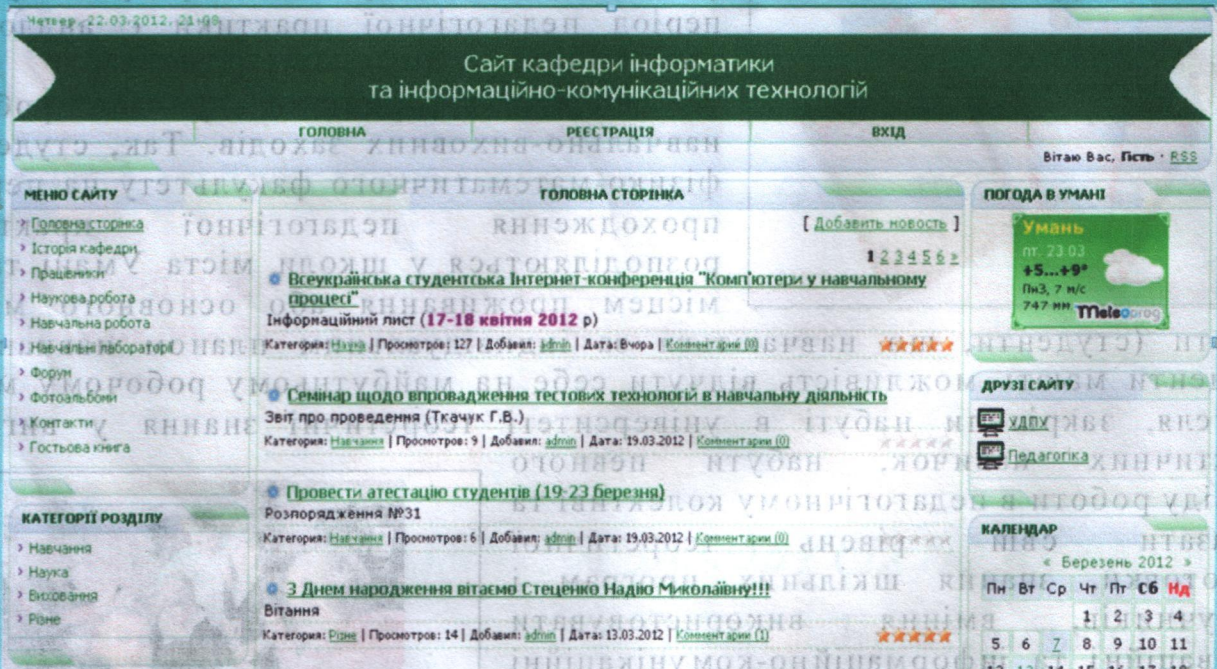 Четвер, 22.03.2012, 21:08
Сайт кафедри інформатики
та інформаційно-комунікаційних технологій
ГОЛОВНА РЕЄСТРАЦІЯ ВХІД
Вітаю Вас, Гість · RSS
МЕНЮ САЙТУ
Головна сторінка
Історія кафедри
Працівники
Наукова робота
Навчальна робота
Навчальні лабораторії
Форум
Фотоальбоми
Контакти
Гостьова книга
КАТЕГОРІЇ РОЗДІЛУ
Навчання
Наука
Виховання
Різне
ГОЛОВНА СТОРІНКА
[ Добавить новость ]
1 2 3 4 5 6 »
Всеукраїнська студентська Інтернет-конференція "Комп'ютери у навчальному
процесі"
Інформаційний лист (17-18 квітня 2012 р)
Категория: Наука | Просмотров: 127 | Добавил: admin | Дата: Вчора | Комментарии (0)
Семінар щодо впровадження тестових технологій в навчальну діяльність
Звіт про проведення (Ткачук Г.В.)
Категория: Навчання | Просмотров: 9 | Добавил: admin | Дата: 19.03.2012 | Комментарии (0)
Провести атестацію студентів (19-23 березня)
Розпорядження №31
Категория: Навчання | Просмотров: 6 | Добавил: admin | Дата: 19.03.2012 | Комментарии (0)
З Днем народження вітаємо Стеценко Надію Миколаївну!!!
Вітання
Категория: Різне | Просмотров: 14 | Добавил: admin | Дата: 13.03.2012 | Комментарии (1)
ПОГОДА В УМАНІ
Умань
пт. 23.03
+5...+9°
ПнЗ, 7 м/с
747 мм
Meteoprog
ДРУЗІ САЙТУ
УДПУ
Педагогіка
КАЛЕНДАР
« Березень 2012 »
Пн Вт Ср Чт Пт Сб Нд
1 2 3 4
5 6 7 8 9 10 11